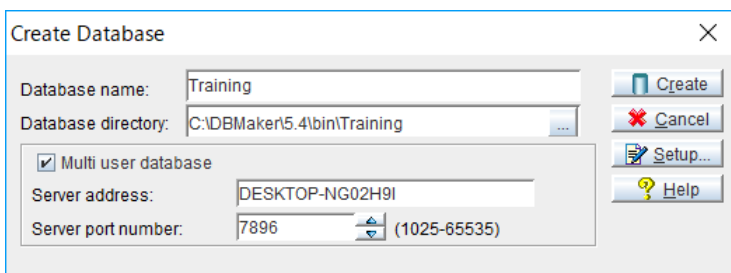 Create Database
Database name: Training
Create
Database directory: C:\DBMaker\5.4\bin\Training ...
Cancel
Multi user database
Setup...
Server address: DESKTOP-NG02H9I
Help
Server port number: 7896 (1025-65535)